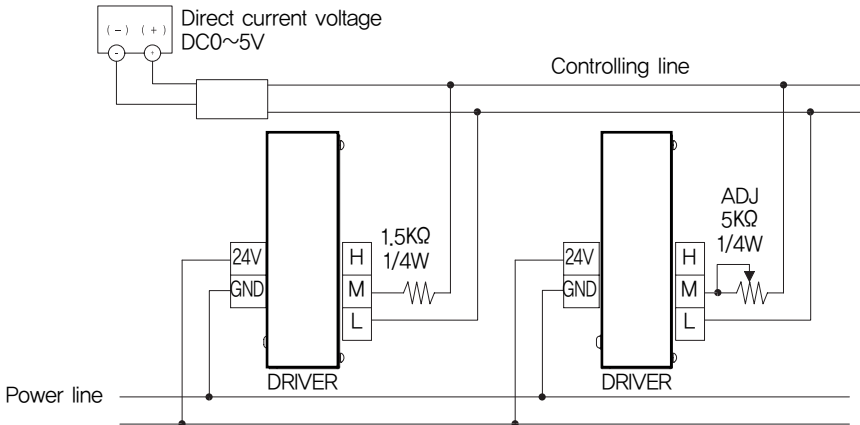 (-) (+)
- +
Direct current voltage
DC0~5V
Controlling line
24V
GND
H
M
L
1.5KΩ
1/4W
DRIVER
24V
GND
H
M
L
ADJ
5KΩ
1/4W
DRIVER
Power line